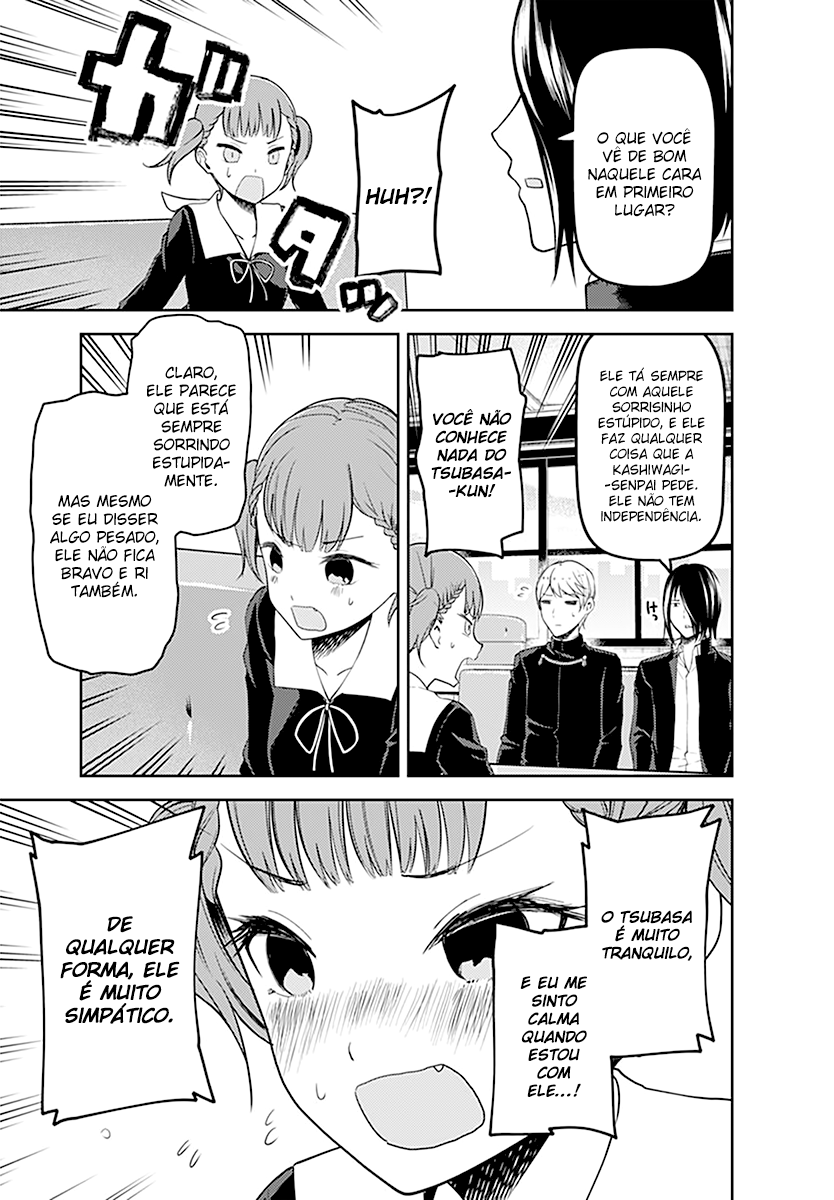 O QUE VOCÊ
VÊ DE BOM
NAQUELE CARA
EM PRIMEIRO
LUGAR?
HUH?!
ガガ
タッ
ELE TÁ SEMPRE
COM AQUELE
SORRISINHO
ESTÚPIDO, E ELE
FAZ QUALQUER
COISA QUE A
KASHIWAGI
-SENPAI PEDE.
ELE NÃO TEM
INDEPENDÊNCIA.
けっ
VOCÊ NÃO
CONHECE
NADA DO
TSUBASA-
-KUN!
CLARO,
ELE PARECE
QUE ESTÁ
SEMPRE
SORRINDO
ESTUPIDA-
MENTE.
MAS MESMO
SE EU DISSER
ALGO PESADO,
ELE NÃO FICA
BRAVO E RI
TAMBÉM.
O TSUBASA
É MUITO
TRANQUILO,
E EU ME
SINTO
CALMA
QUANDO
ESTOU
COM
ELE...!
DE
QUALQUER
FORMA, ELE
É MUITO
SIMPÁTICO.